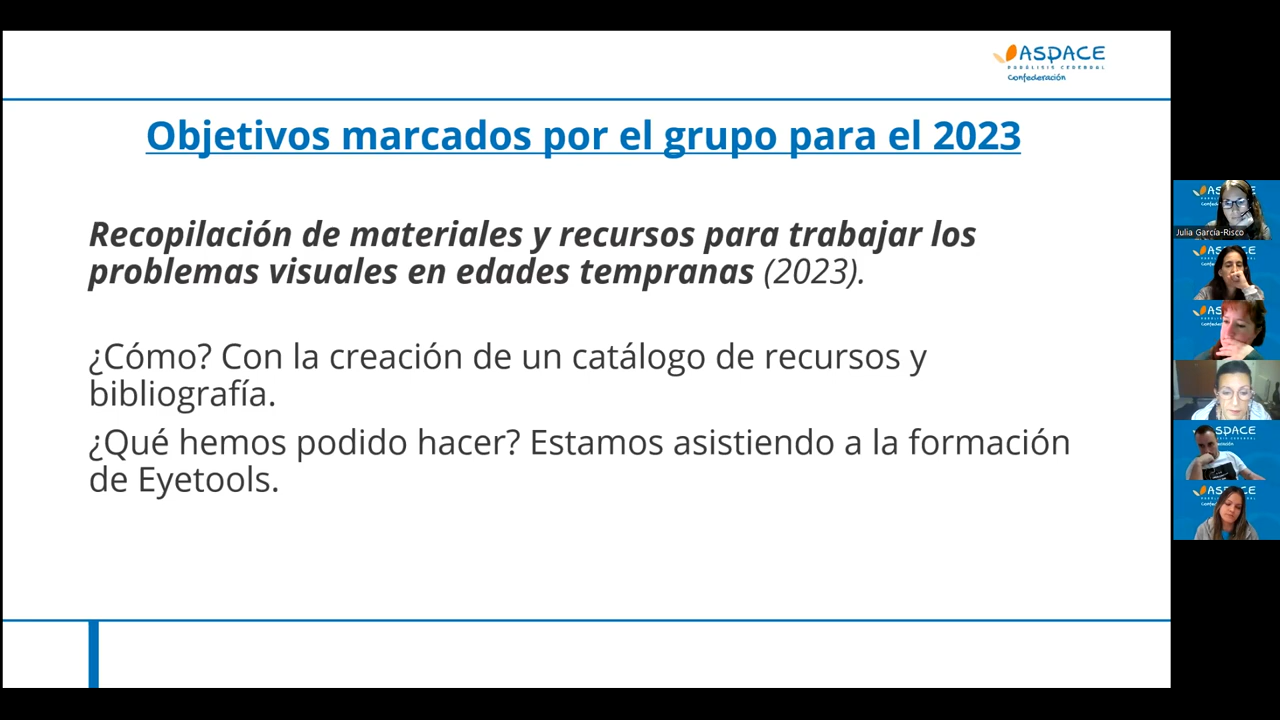 ASPACE
PARÁLISIS CEREBRAL
Confederación
Objetivos marcados por el grupo para el 2023
Recopilación de materiales y recursos para trabajar los
problemas visuales en edades tempranas (2023).
¿Cómo? Con la creación de un catálogo de recursos y
bibliografía.
¿Qué hemos podido hacer? Estamos asistiendo a la formación
de Eyetools.
Julia García-Risco